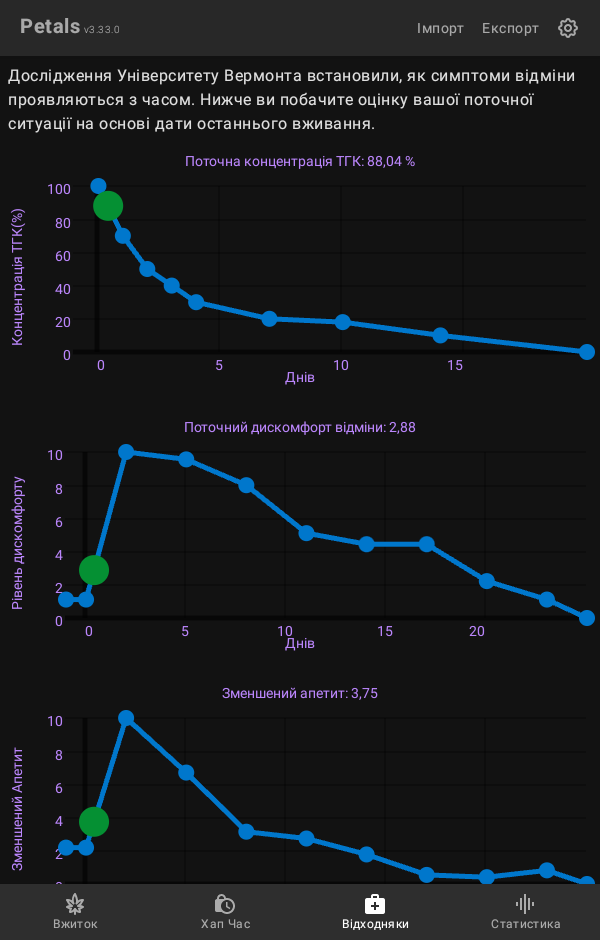 Petals v3.33.0
Імпорт Експорт
Дослідження Університету Вермонта встановили, як симптоми відміни
проявляються з часом. Нижче ви побачите оцінку вашої поточної
ситуації на основі дати останнього вживання.
Поточна концентрація ТГК: 88,04 %
Концентрація ТГК(%)
100
80
60
40
20
0
0 5 10 15
Днів
Поточний дискомфорт відміни: 2,88
Рівень дискомфорту
10
8
6
4
2
0
0 5 10 15 20
Днів
Зменшений апетит: 3,75
Зменшений Апетит
10
8
6
4
2
0
Вжиток Хап Час Відходняки Статистика